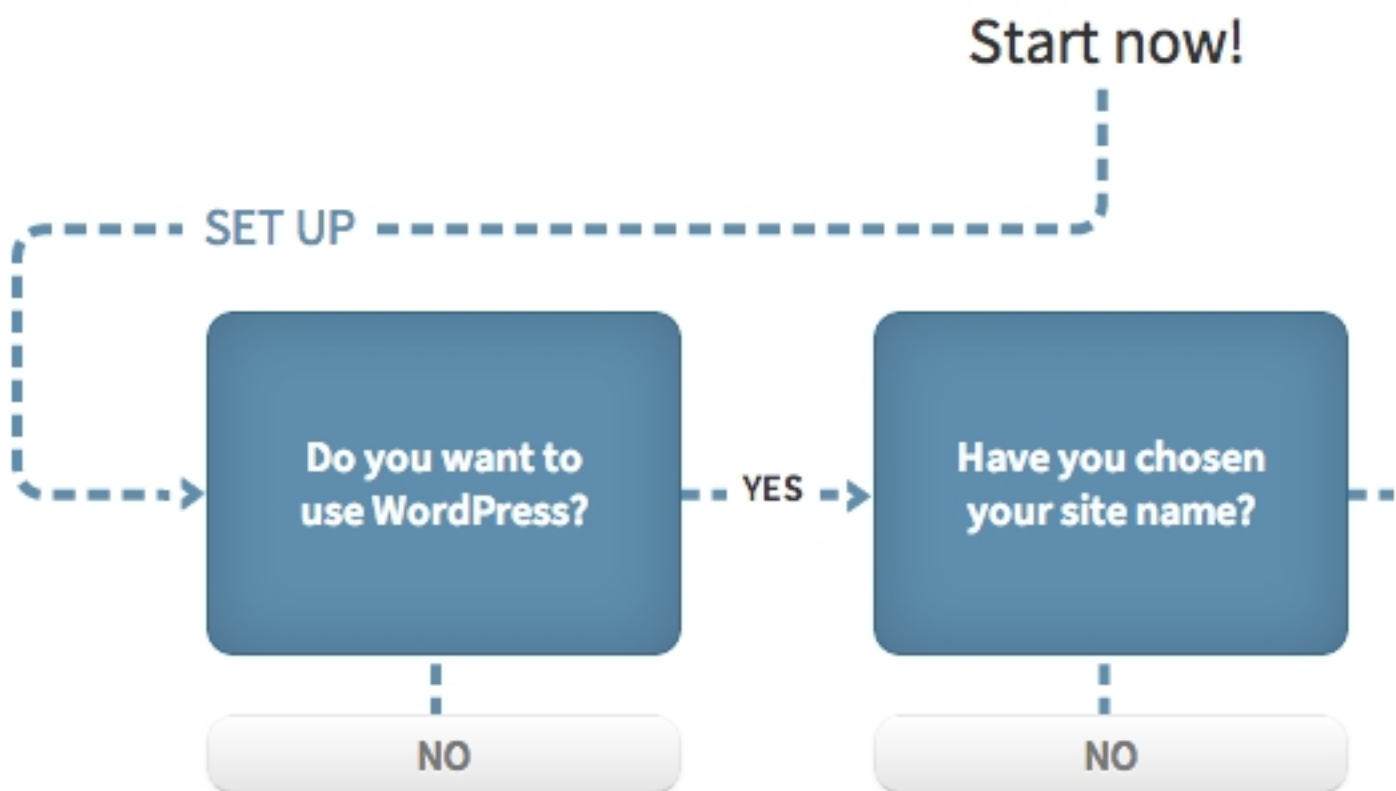 Start now!
SET UP
Do you want to
use WordPress?
YES
Have you chosen
your site name?
NO
NO